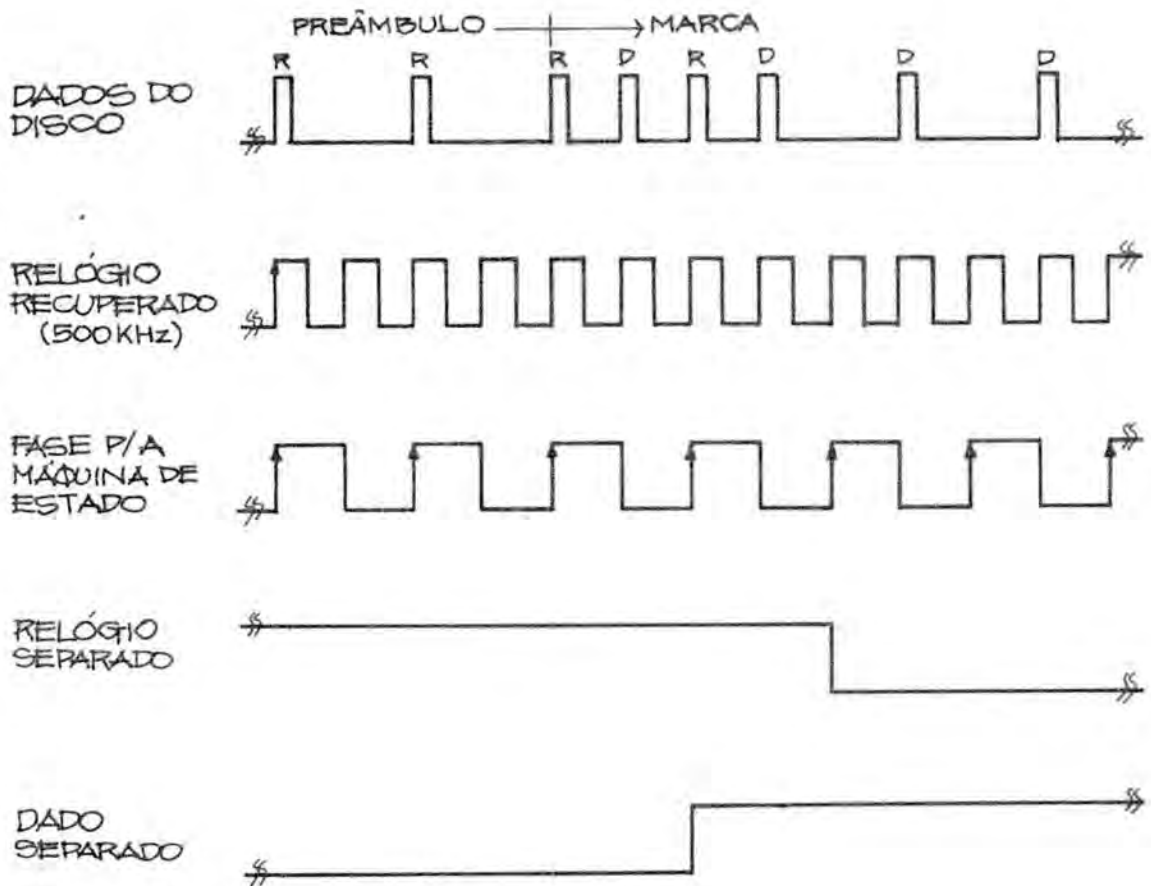 PREÂMBULO MARCA
R R R D R D D D
DADOS DO
DISCO
RELÓGIO
RECUPERADO
(500KHz)
FASE P/A
MÁQUINA DE
ESTADO
RELÓGIO
SEPARADO
DADO
SEPARADO